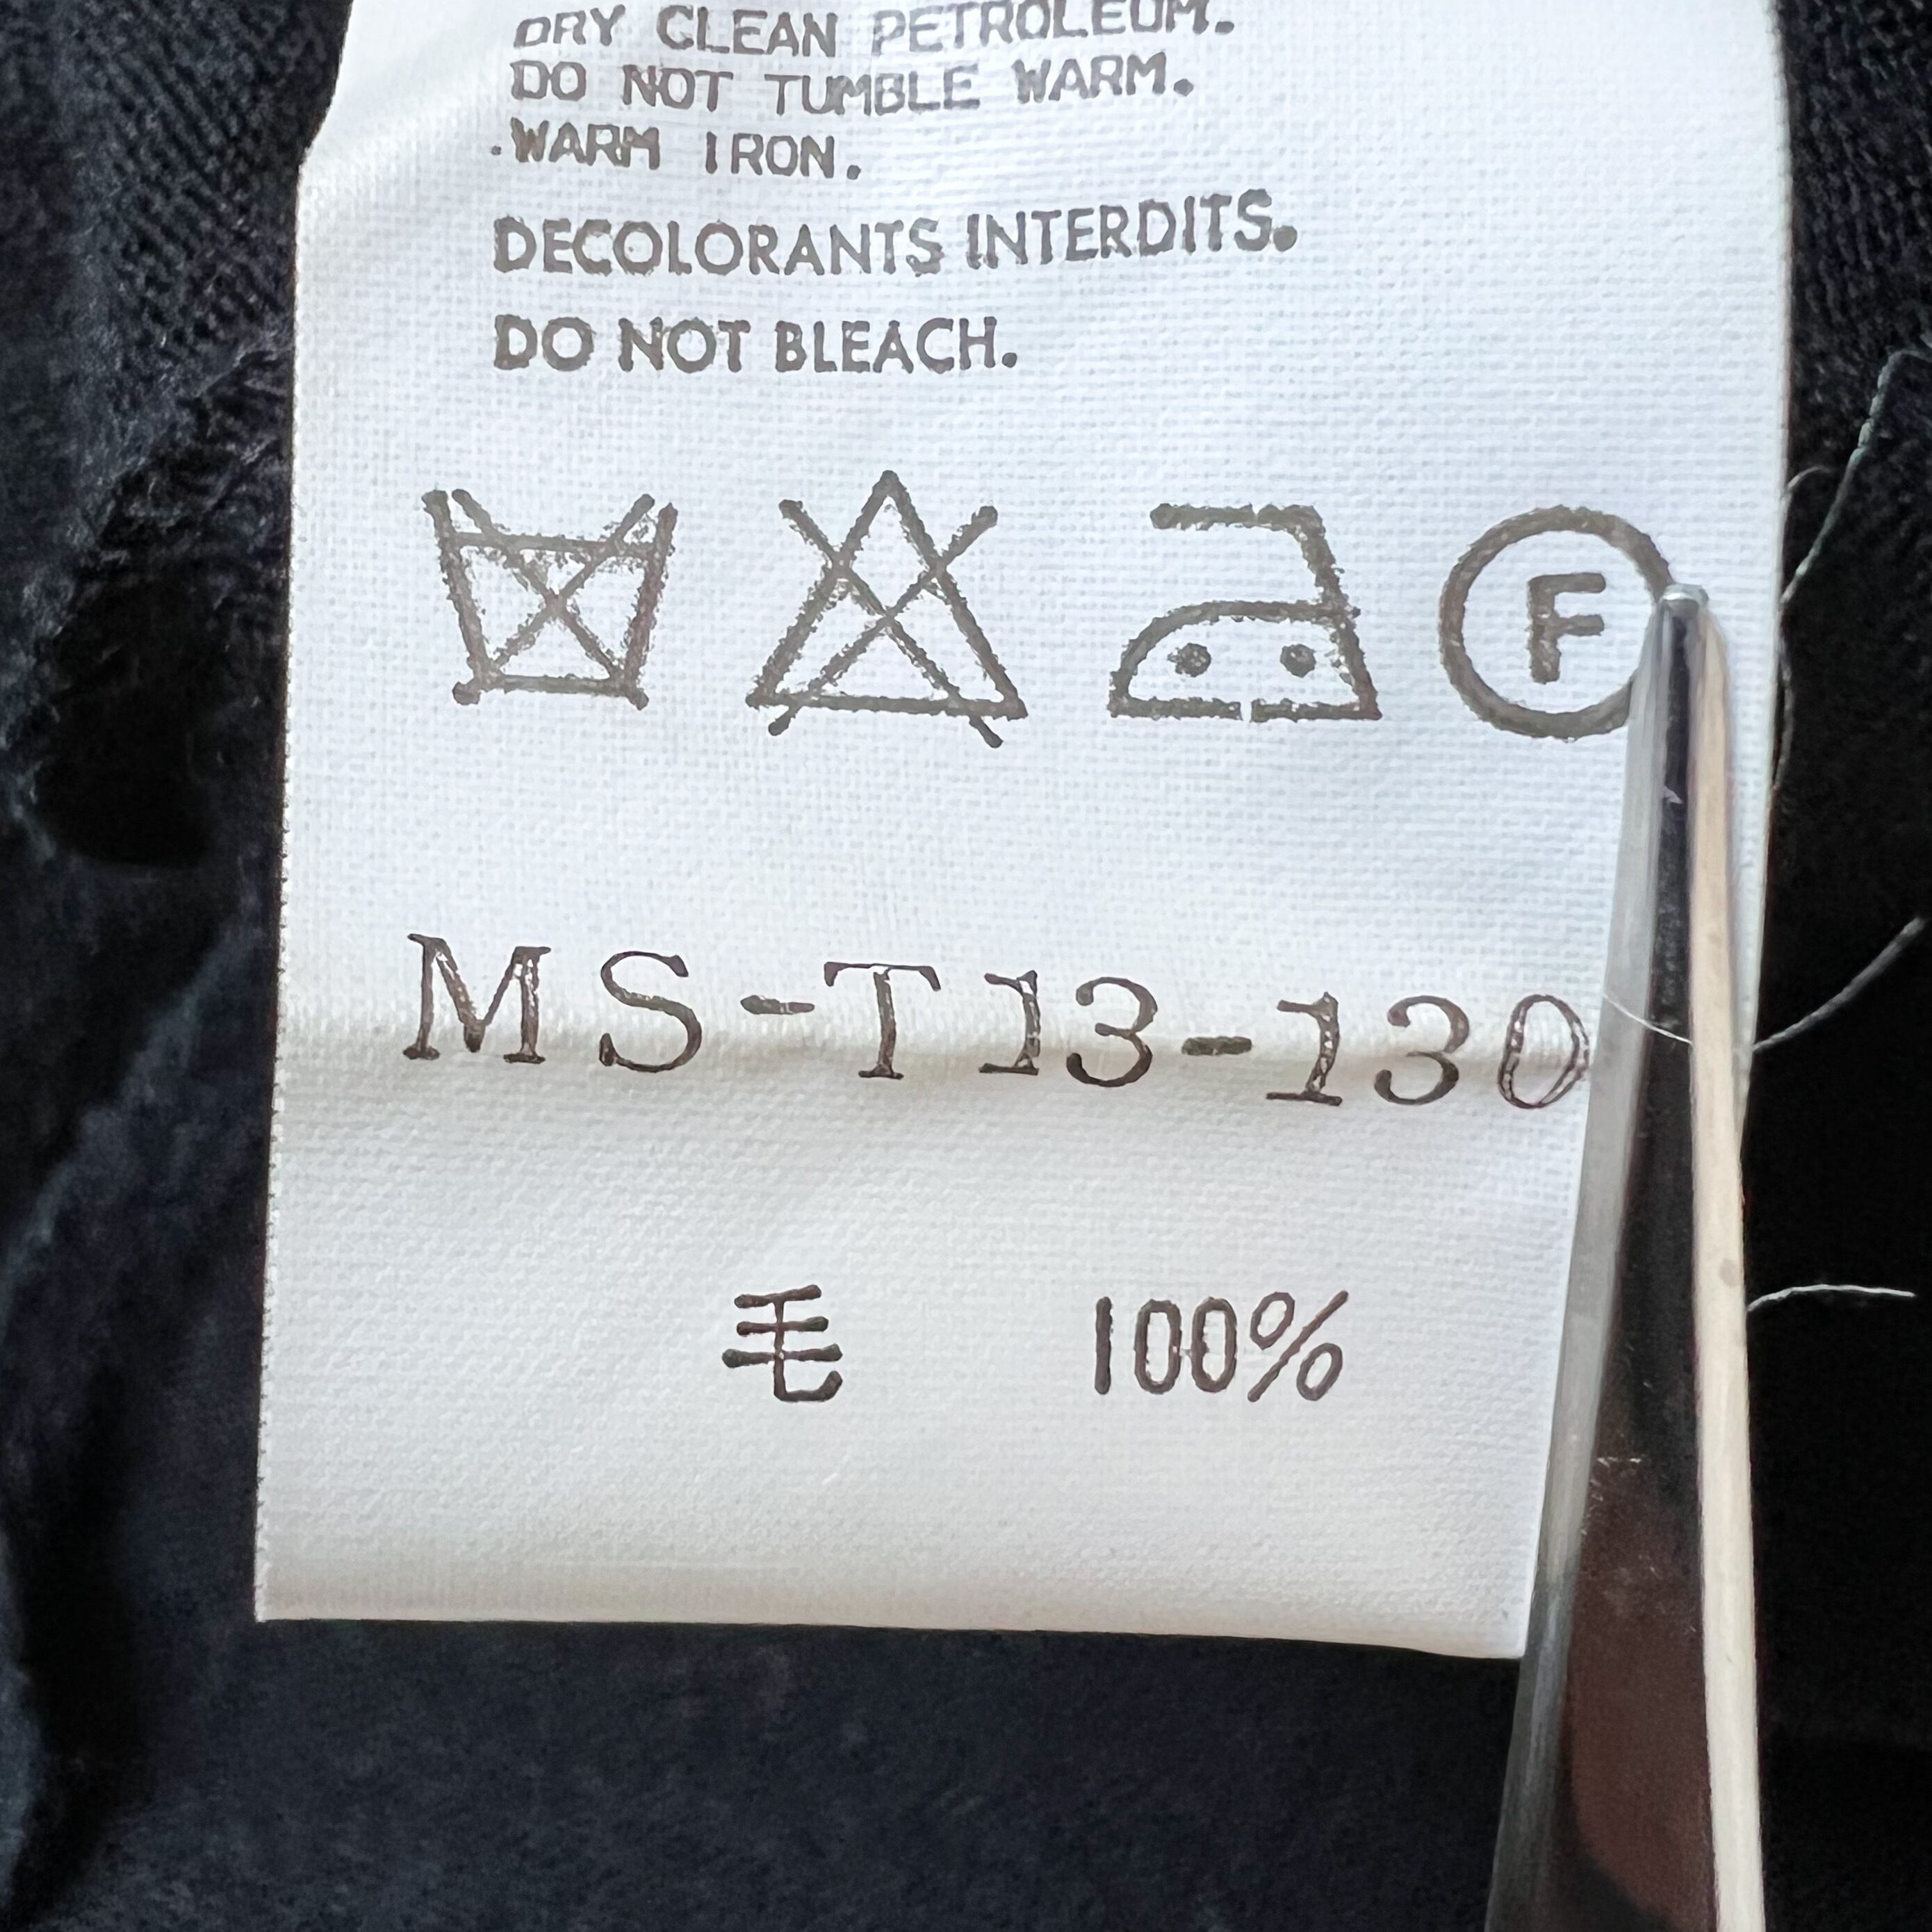 DRY CLEAN PETROLEUM.
DO NOT TUMBLE WARM.
WARM IRON.
DECOLORANTS INTERDITS.
DO NOT BLEACH.
F
MS-T13-130
毛 100%